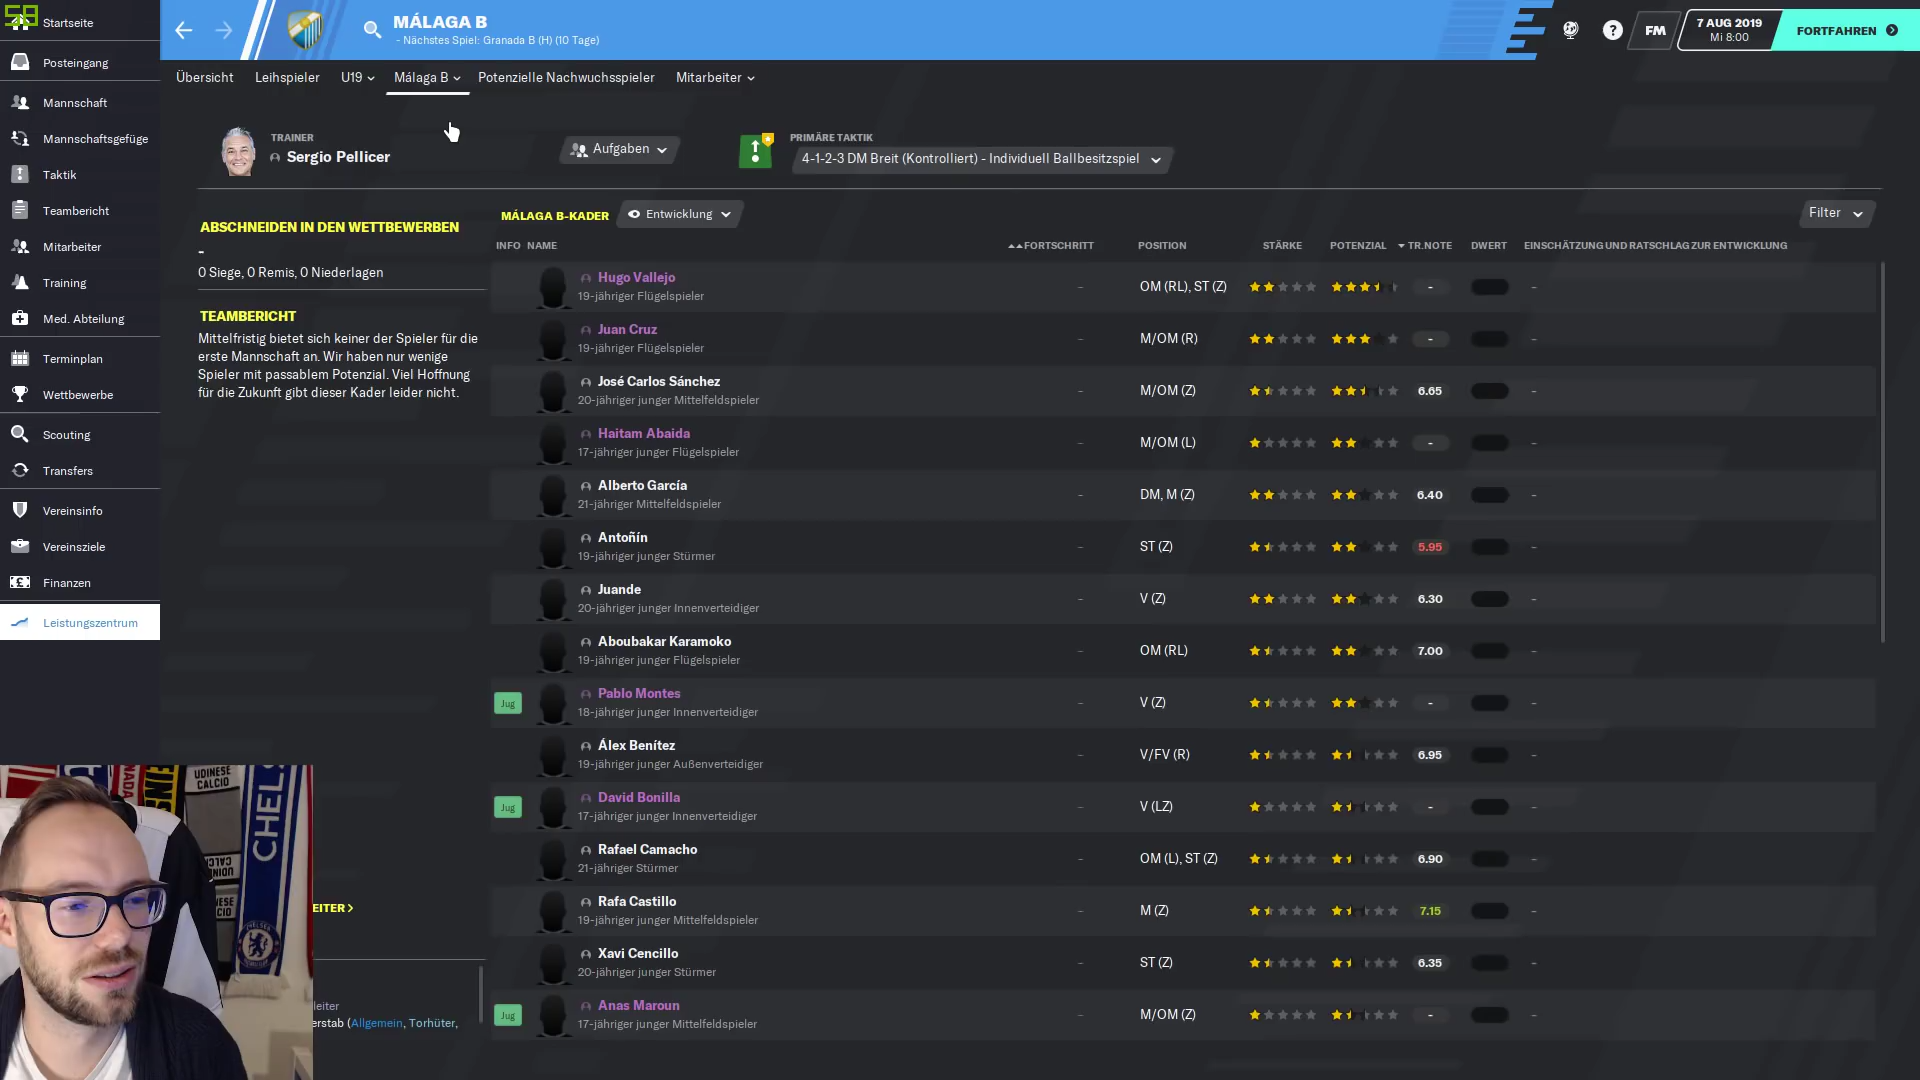 Startseite
Posteingang
Mannschaft
Mannschaftsgefüge
Taktik
Teambericht
Mitarbeiter
Training
Med. Abteilung
Terminplan
Wettbewerbe
Scouting
Transfers
Vereinsinfo
Vereinsziele
Finanzen
Leistungszentrum
MÁLAGA B
- Nächstes Spiel: Granada B (H) (10 Tage)
?
FM
7 AUG 2019
Mi 8:00
FORTFAHREN
Übersicht
Leihspieler
U19
Málaga B
Potenzielle Nachwuchsspieler
Mitarbeiter
TRAINER
Sergio Pellicer
Aufgaben
PRIMÄRE TAKTIK
4-1-2-3 DM Breit (Kontrolliert) - Individuell Ballbesitzspiel
ABSCHNEIDEN IN DEN WETTBEWERBEN
-
0 Siege, 0 Remis, 0 Niederlagen
TEAMBERICHT
Mittelfristig bietet sich keiner der Spieler für die
erste Mannschaft an. Wir haben nur wenige
Spieler mit passablem Potenzial. Viel Hoffnung
für die Zukunft gibt dieser Kader leider nicht.
MÁLAGA B-KADER
Entwicklung
Filter
INFO NAME FORTSCHRITT POSITION STÄRKE POTENZIAL TR.NOTE DWERT EINSCHÄTZUNG UND RATSCHLAG ZUR ENTWICKLUNG
Hugo Vallejo
19-jähriger Flügelspieler
- OM (RL), ST (Z) - -
Juan Cruz
19-jähriger Flügelspieler
- M/OM (R) - -
José Carlos Sánchez
20-jähriger junger Mittelfeldspieler
- M/OM (Z) 6.65 -
Haitam Abaida
17-jähriger junger Flügelspieler
- M/OM (L) - -
Alberto García
21-jähriger Mittelfeldspieler
- DM, M (Z) 6.40 -
Antoñín
19-jähriger junger Stürmer
- ST (Z) 5.95 -
Juande
20-jähriger junger Innenverteidiger
- V (Z) 6.30 -
Aboubakar Karamoko
19-jähriger junger Flügelspieler
- OM (RL) 7.00 -
Jug
Pablo Montes
18-jähriger junger Innenverteidiger
- V (Z) - -
Álex Benítez
19-jähriger junger Außenverteidiger
- V/FV (R) 6.95 -
Jug
David Bonilla
17-jähriger junger Innenverteidiger
- V (LZ) - -
Rafael Camacho
21-jähriger Stürmer
- OM (L), ST (Z) 6.90 -
Rafa Castillo
19-jähriger junger Mittelfeldspieler
- M (Z) 7.15 -
Xavi Cencillo
20-jähriger junger Stürmer
- ST (Z) 6.35 -
Jug
Anas Maroun
17-jähriger junger Mittelfeldspieler
- M/OM (Z) - -
EITER >
leiter
erstab (Allgemein, Torhüter,
UDINESE
CALCIO
CHELS